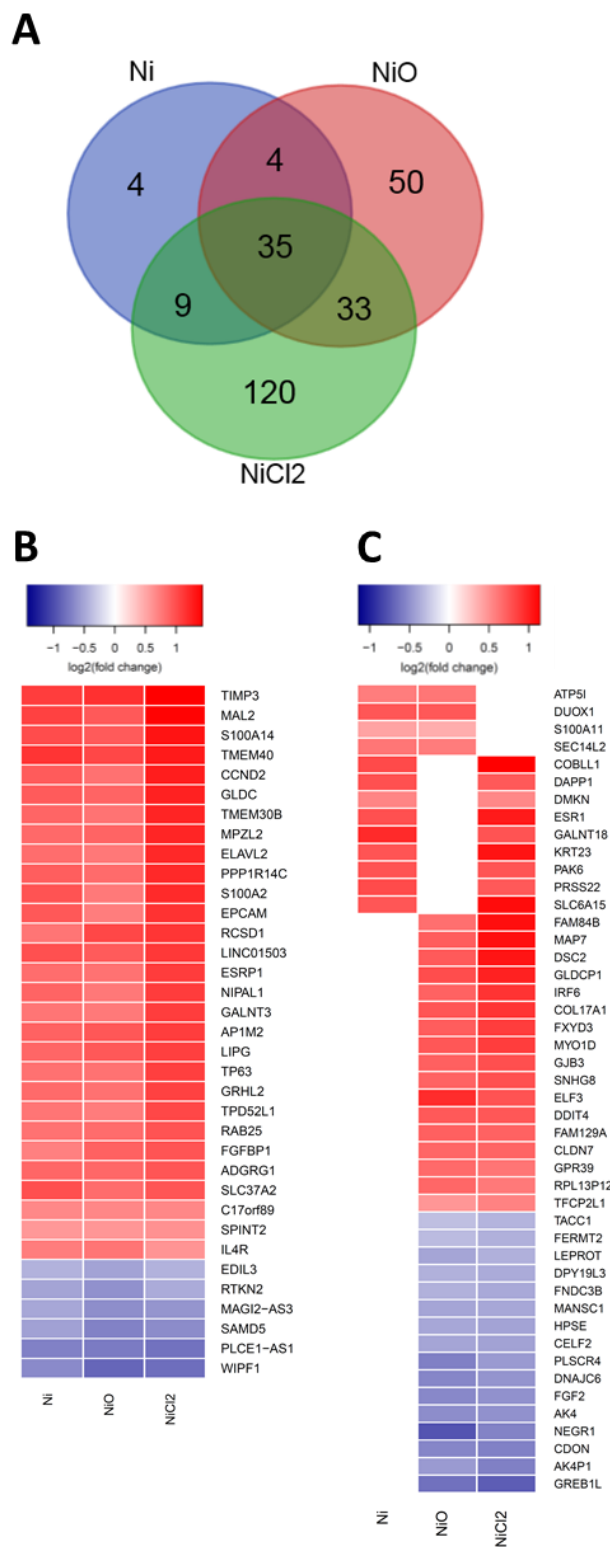 A
Ni
NiO
4
4
50
35
9
33
120
NiCl2
B
−1 −0.5 0 0.5 1
log2(fold change)
TIMP3
MAL2
S100A14
TMEM40
CCND2
GLDC
TMEM30B
MPZL2
ELAVL2
PPP1R14C
S100A2
EPCAM
RCSD1
LINC01503
ESRP1
NIPAL1
GALNT3
AP1M2
LIPG
TP63
GRHL2
TPD52L1
RAB25
FGFBP1
ADGRG1
SLC37A2
C17orf89
SPINT2
IL4R
EDIL3
RTKN2
MAGI2−AS3
SAMD5
PLCE1−AS1
WIPF1
Ni
NiO
NiCl2
C
−1 −0.5 0 0.5 1
log2(fold change)
ATP5I
DUOX1
S100A11
SEC14L2
COBLL1
DAPP1
DMKN
ESR1
GALNT18
KRT23
PAK6
PRSS22
SLC6A15
FAM84B
MAP7
DSC2
GLDCP1
IRF6
COL17A1
FXYD3
MYO1D
GJB3
SNHG8
ELF3
DDIT4
FAM129A
CLDN7
GPR39
RPL13P12
TFCP2L1
TACC1
FERMT2
LEPROT
DPY19L3
FNDC3B
MANSC1
HPSE
CELF2
PLSCR4
DNAJC6
FGF2
AK4
NEGR1
CDON
AK4P1
GREB1L
Ni
NiO
NiCl2